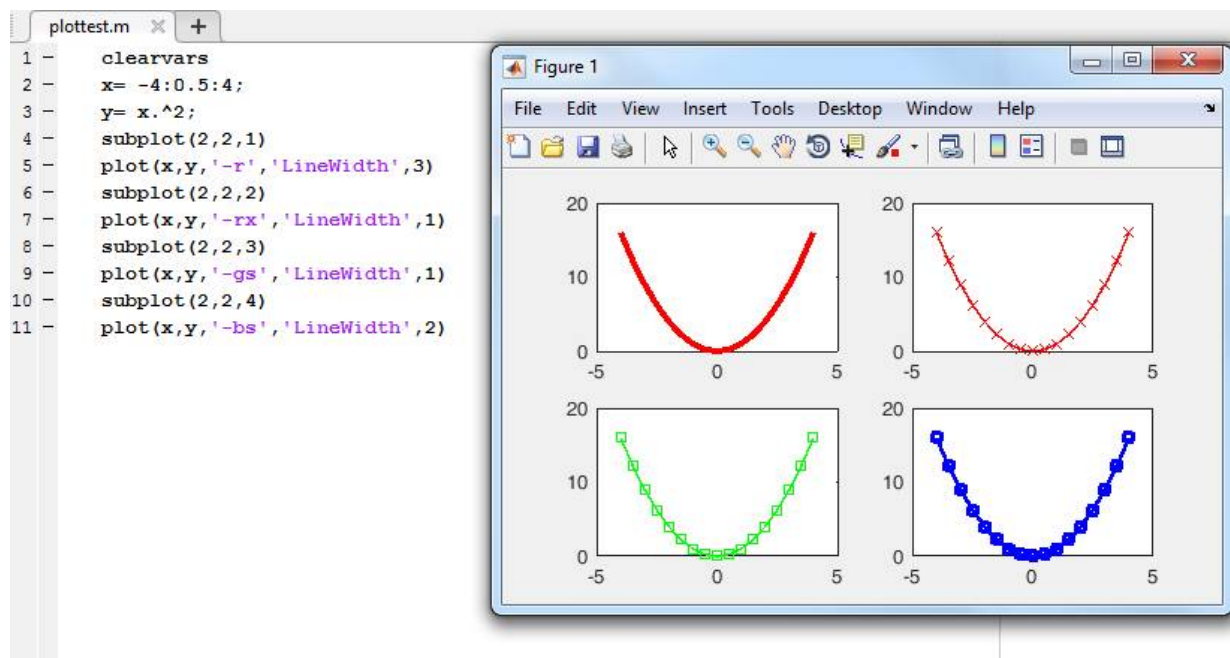 plottest.m
1 - clearvars
2 - x= -4:0.5:4;
3 - y= x.^2;
4 - subplot(2,2,1)
5 - plot(x,y,'-r','LineWidth',3)
6 - subplot(2,2,2)
7 - plot(x,y,'-rx','LineWidth',1)
8 - subplot(2,2,3)
9 - plot(x,y,'-gs','LineWidth',1)
10 - subplot(2,2,4)
11 - plot(x,y,'-bs','LineWidth',2)
Figure 1
File Edit View Insert Tools Desktop Window Help
20
10
0
-5 0 5
20
10
0
-5 0 5
20
10
0
-5 0 5
20
10
0
-5 0 5